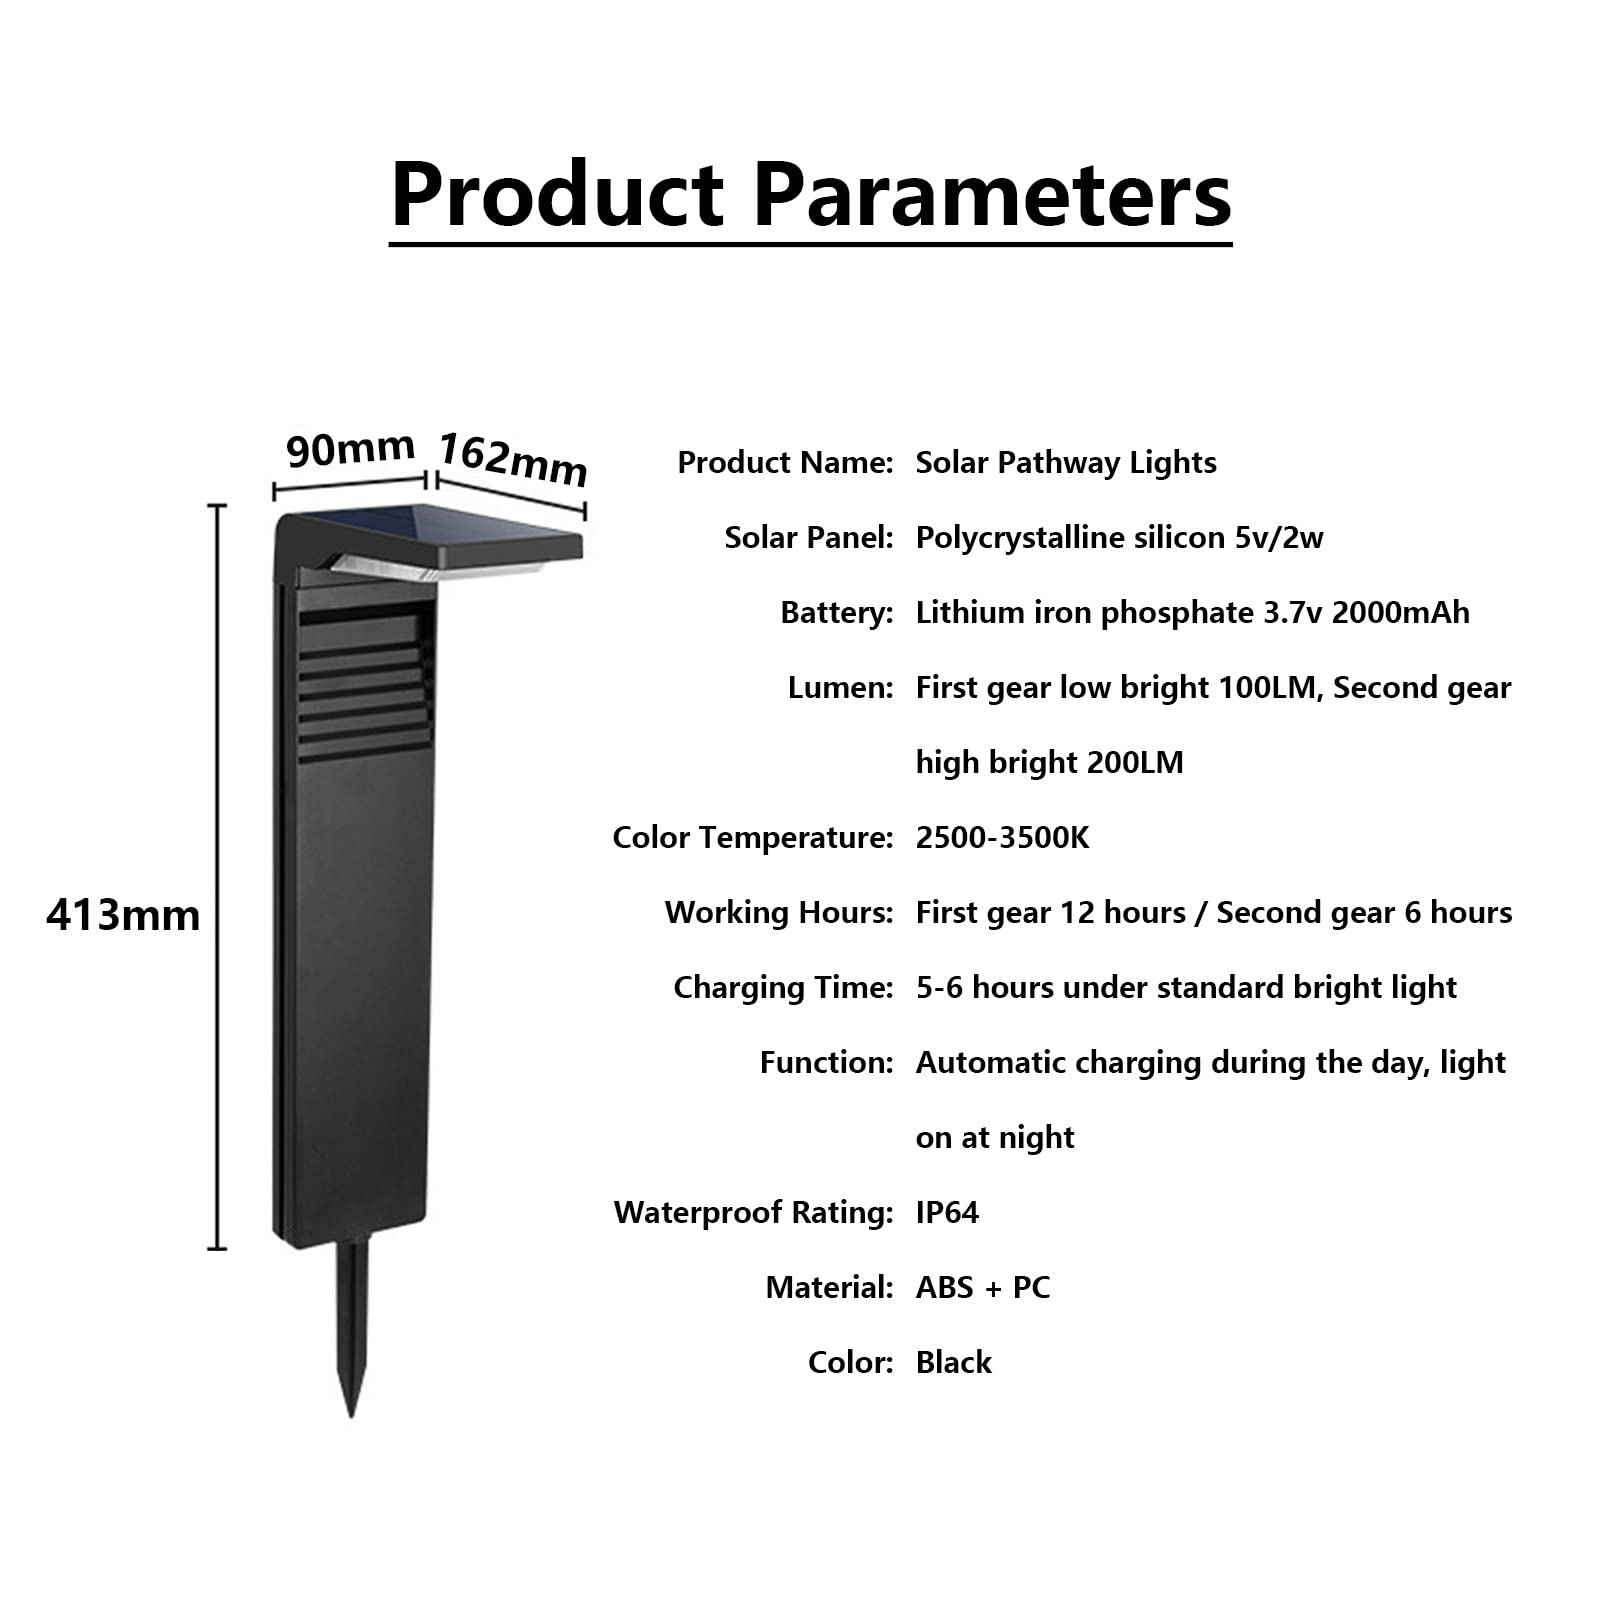 Product Parameters
90mm
162mm
413mm
Product Name: Solar Pathway Lights
Solar Panel: Polycrystalline silicon 5v/2w
Battery: Lithium iron phosphate 3.7v 2000mAh
Lumen: First gear low bright 100LM, Second gear
high bright 200LM
Color Temperature: 2500-3500K
Working Hours: First gear 12 hours / Second gear 6 hours
Charging Time: 5-6 hours under standard bright light
Function: Automatic charging during the day, light
on at night
Waterproof Rating: IP64
Material: ABS + PC
Color: Black